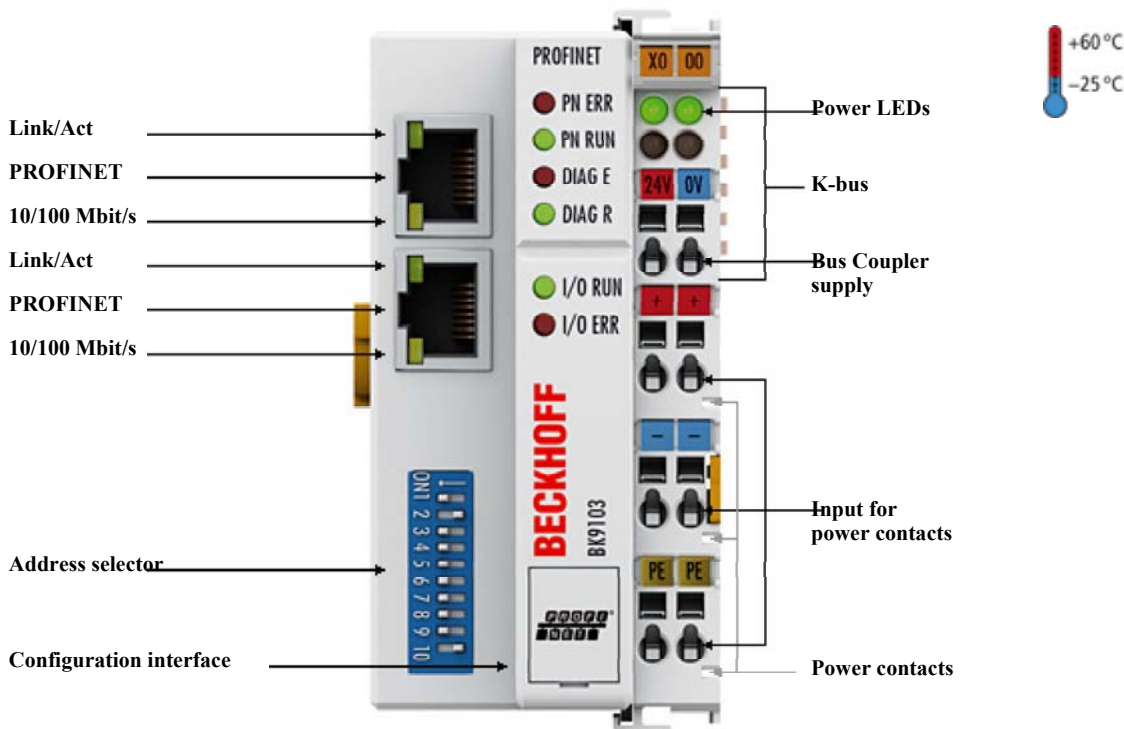 PROFINET
X0 00
+60 °C
−25 °C
PN ERR
Power LEDs
Link/Act
PN RUN
PROFINET
DIAG E
24V 0V
K-bus
10/100 Mbit/s
DIAG R
Link/Act
Bus Coupler
supply
I/O RUN
PROFINET
+ +
I/O ERR
10/100 Mbit/s
BECKHOFF
BK9103
− −
ON
1
2
3
4
5
6
7
8
9
10
Input for
power contacts
Address selector
PE PE
PROFI®
NET
Configuration interface
Power contacts